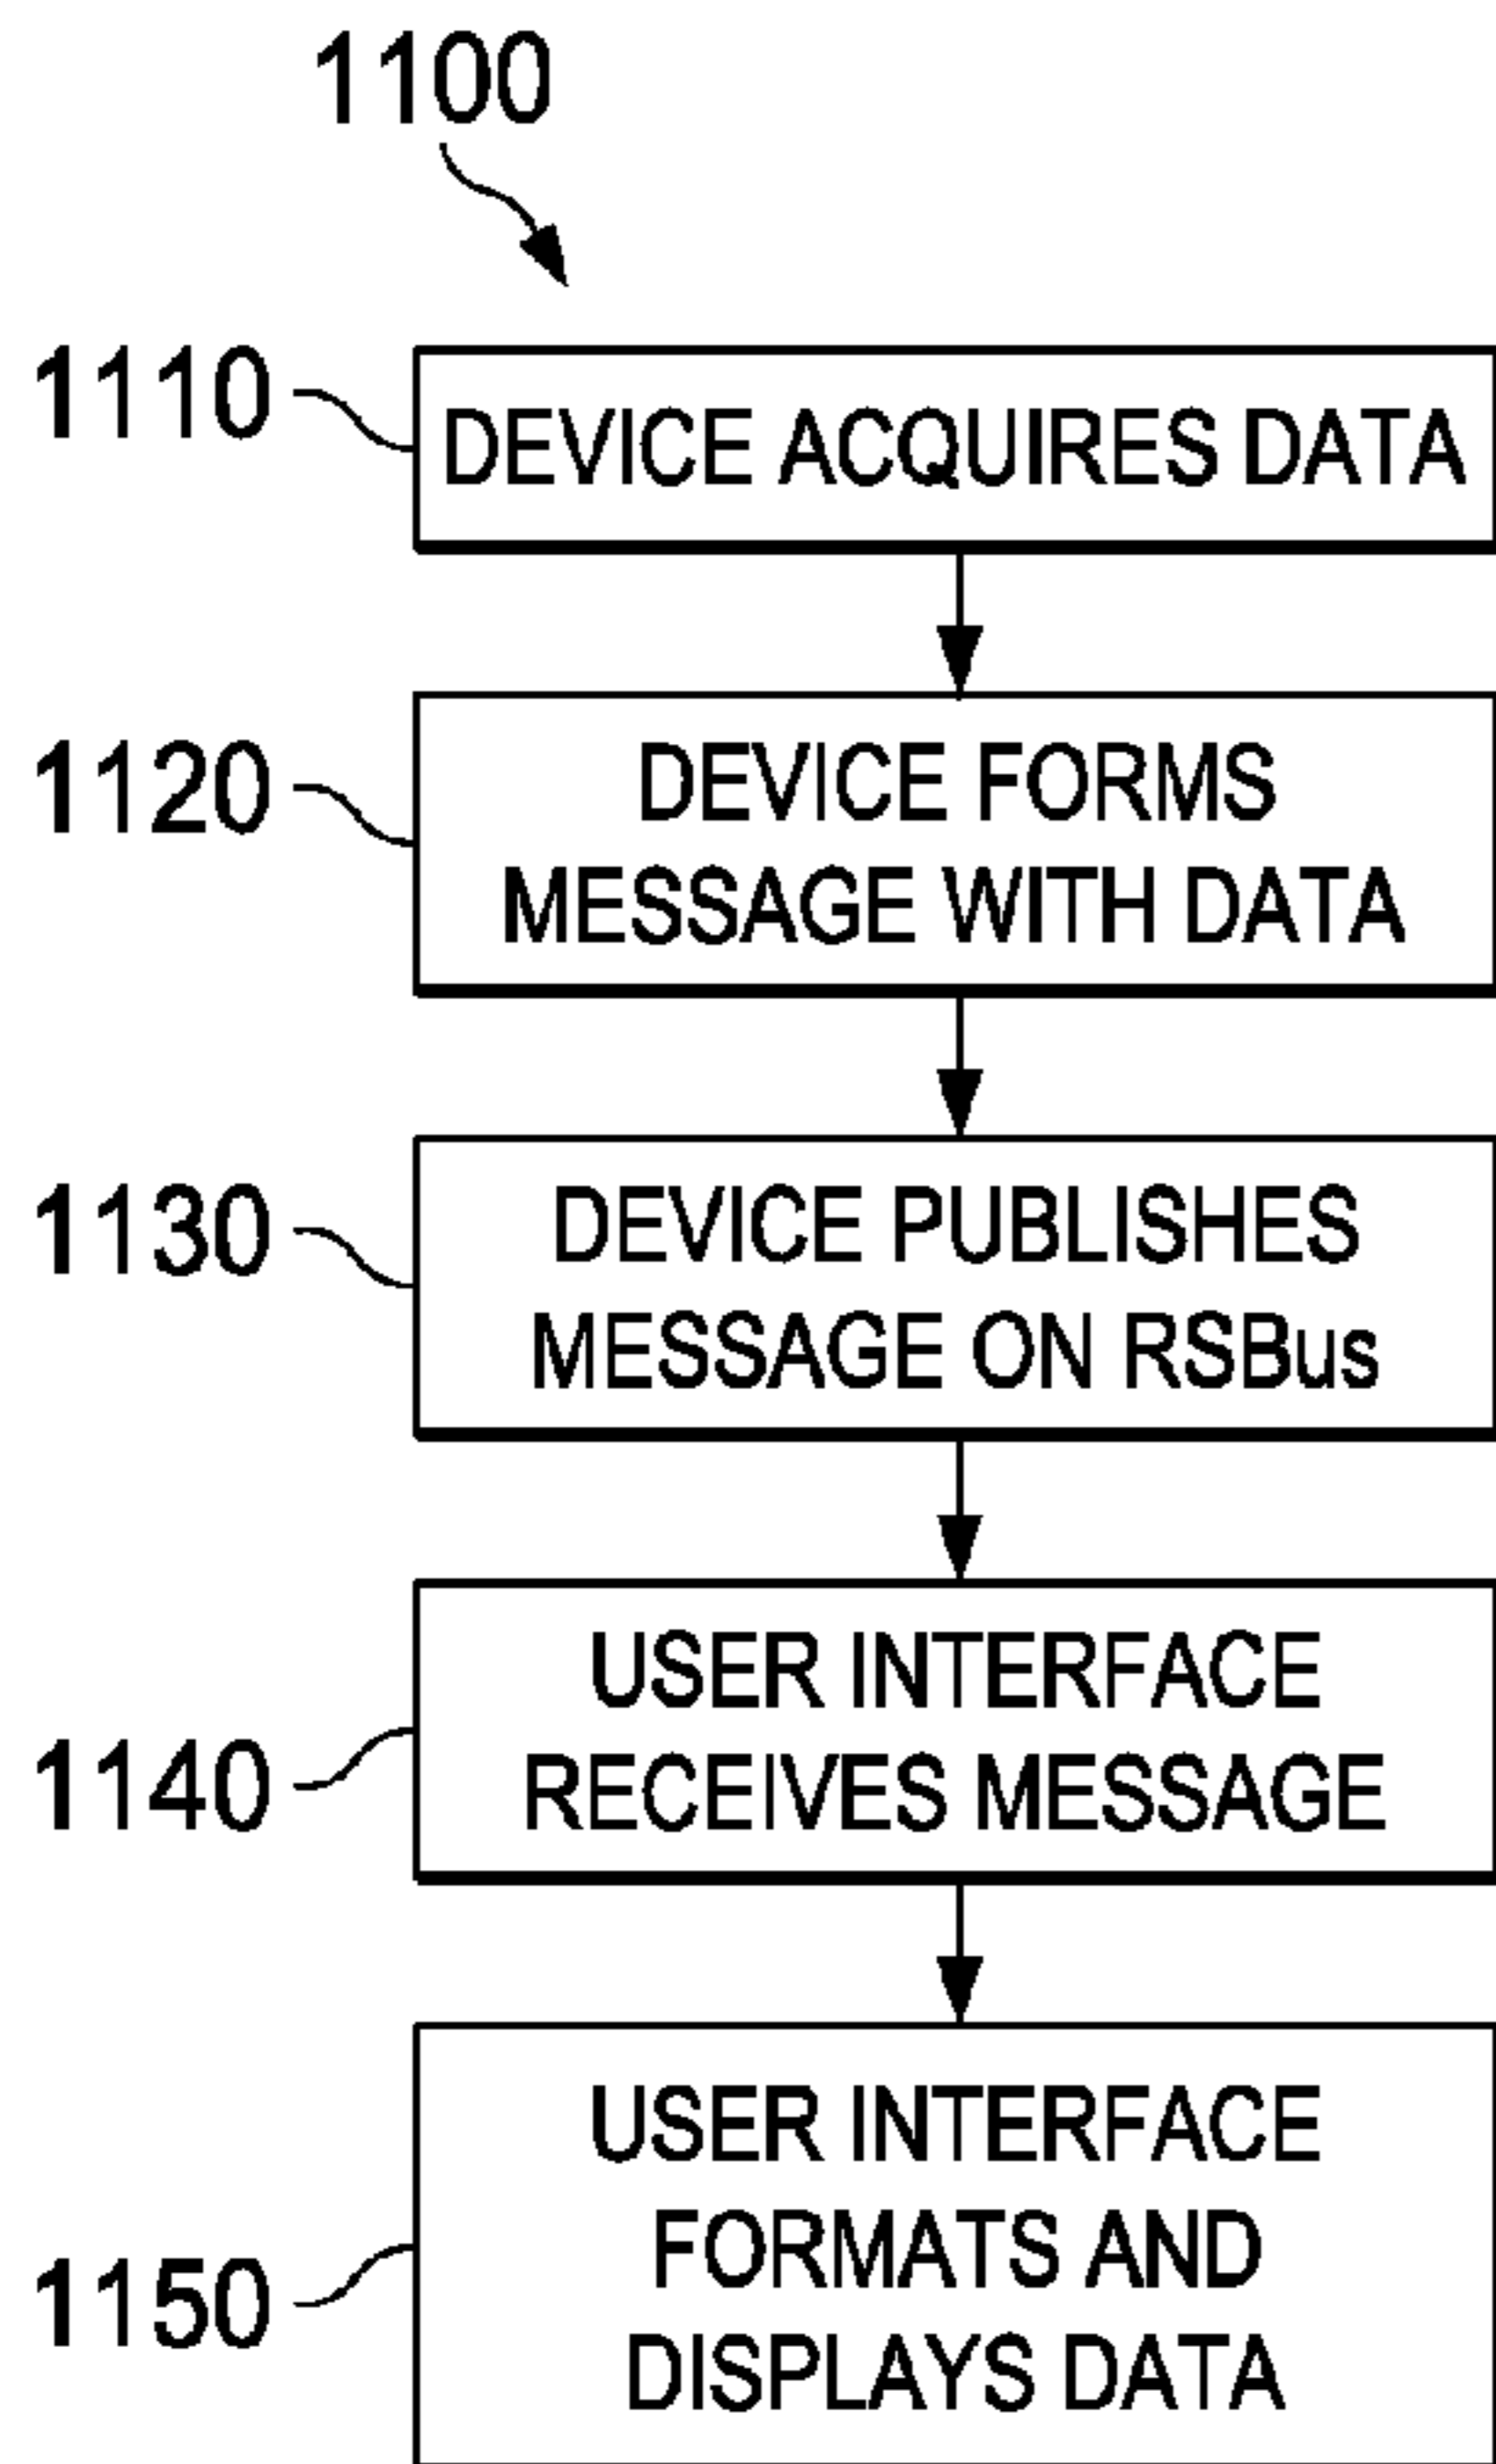 1100
1110
DEVICE ACQUIRES DATA
1120
DEVICE FORMS
MESSAGE WITH DATA
1130
DEVICE PUBLISHES
MESSAGE ON RSBus
1140
USER INTERFACE
RECEIVES MESSAGE
1150
USER INTERFACE
FORMATS AND
DISPLAYS DATA